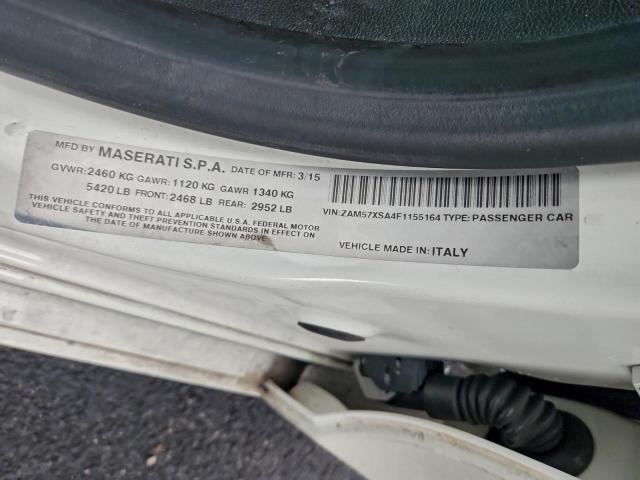 MFD BY MASERATI S.P.A. DATE OF MFR: 3/15
GVWR: 2460 KG GAWR: 1120 KG GAWR 1340 KG
5420 LB FRONT: 2468 LB REAR: 2952 LB
THIS VEHICLE CONFORMS TO ALL APPLICABLE U.S.A. FEDERAL MOTOR
VEHICLE SAFETY AND THEFT PREVENTION STANDARDS IN EFFECT ON
THE DATE OF MANUFACTURE SHOWN ABOVE
VIN: ZAM57XSA4F1155164 TYPE: PASSENGER CAR
VEHICLE MADE IN: ITALY